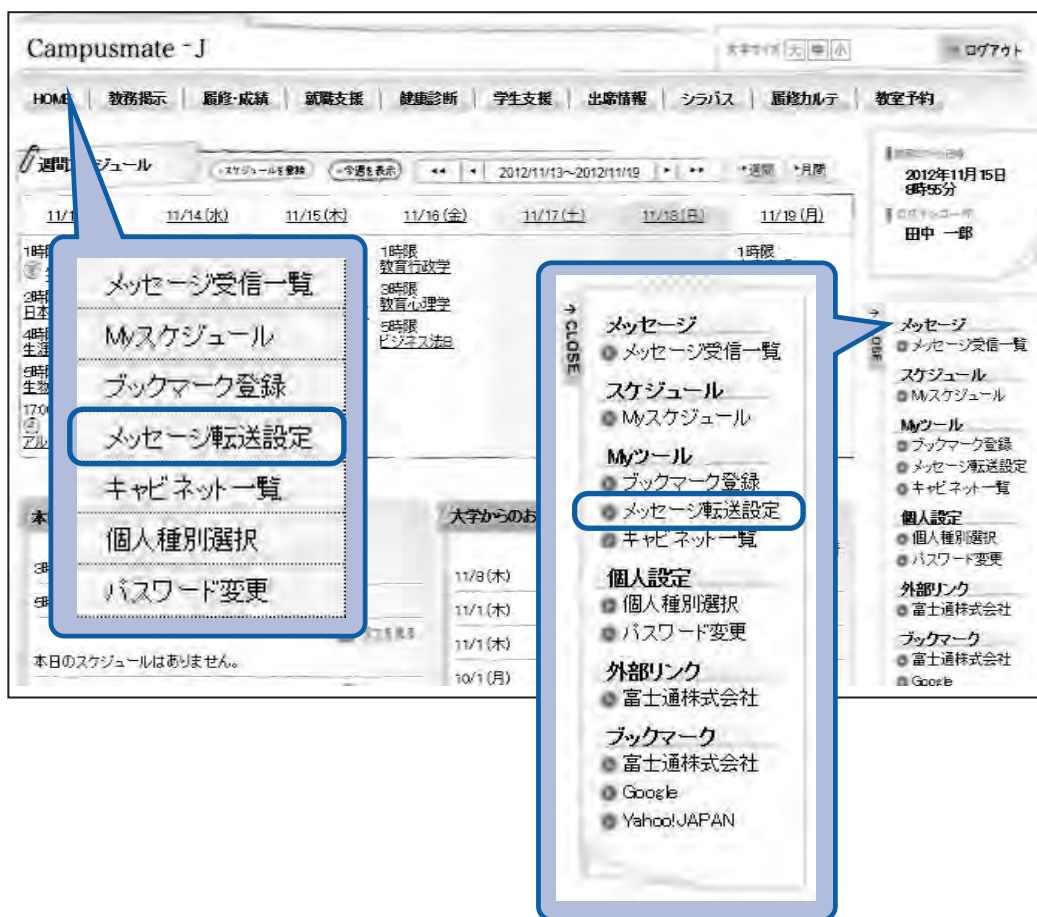 Campusmate-J
文字サイズ 大 中 小
ログアウト
HOME 教務掲示 履修・成績 就職支援 健康診断 学生支援 出席情報 シラバス 履修カルテ 教室予約
スケジュールを登録 今週を表示 2012/11/13～2012/11/19 週間 月間
11/14(水) 11/15(木) 11/16(金) 11/17(土) 11/18(日) 11/19(月)
2012年11月15日
8時55分
田中 一郎
1時限
教育行政学
3時限
教育心理学
5時限
ビジネス法B
1時限
17:00
メッセージ受信一覧
Myスケジュール
ブックマーク登録
メッセージ転送設定
キャビネット一覧
個人種別選択
パスワード変更
本日のスケジュールはありません。
大学からのお
11/8(木)
11/1(木)
11/1(木)
10/1(月)
CLOSE
メッセージ
メッセージ受信一覧
スケジュール
Myスケジュール
Myツール
ブックマーク登録
メッセージ転送設定
キャビネット一覧
個人設定
個人種別選択
パスワード変更
外部リンク
富士通株式会社
ブックマーク
富士通株式会社
Google
Yahoo!JAPAN
メッセージ
メッセージ受信一覧
スケジュール
Myスケジュール
Myツール
ブックマーク登録
メッセージ転送設定
キャビネット一覧
個人設定
個人種別選択
パスワード変更
外部リンク
富士通株式会社
ブックマーク
富士通株式会社
Google